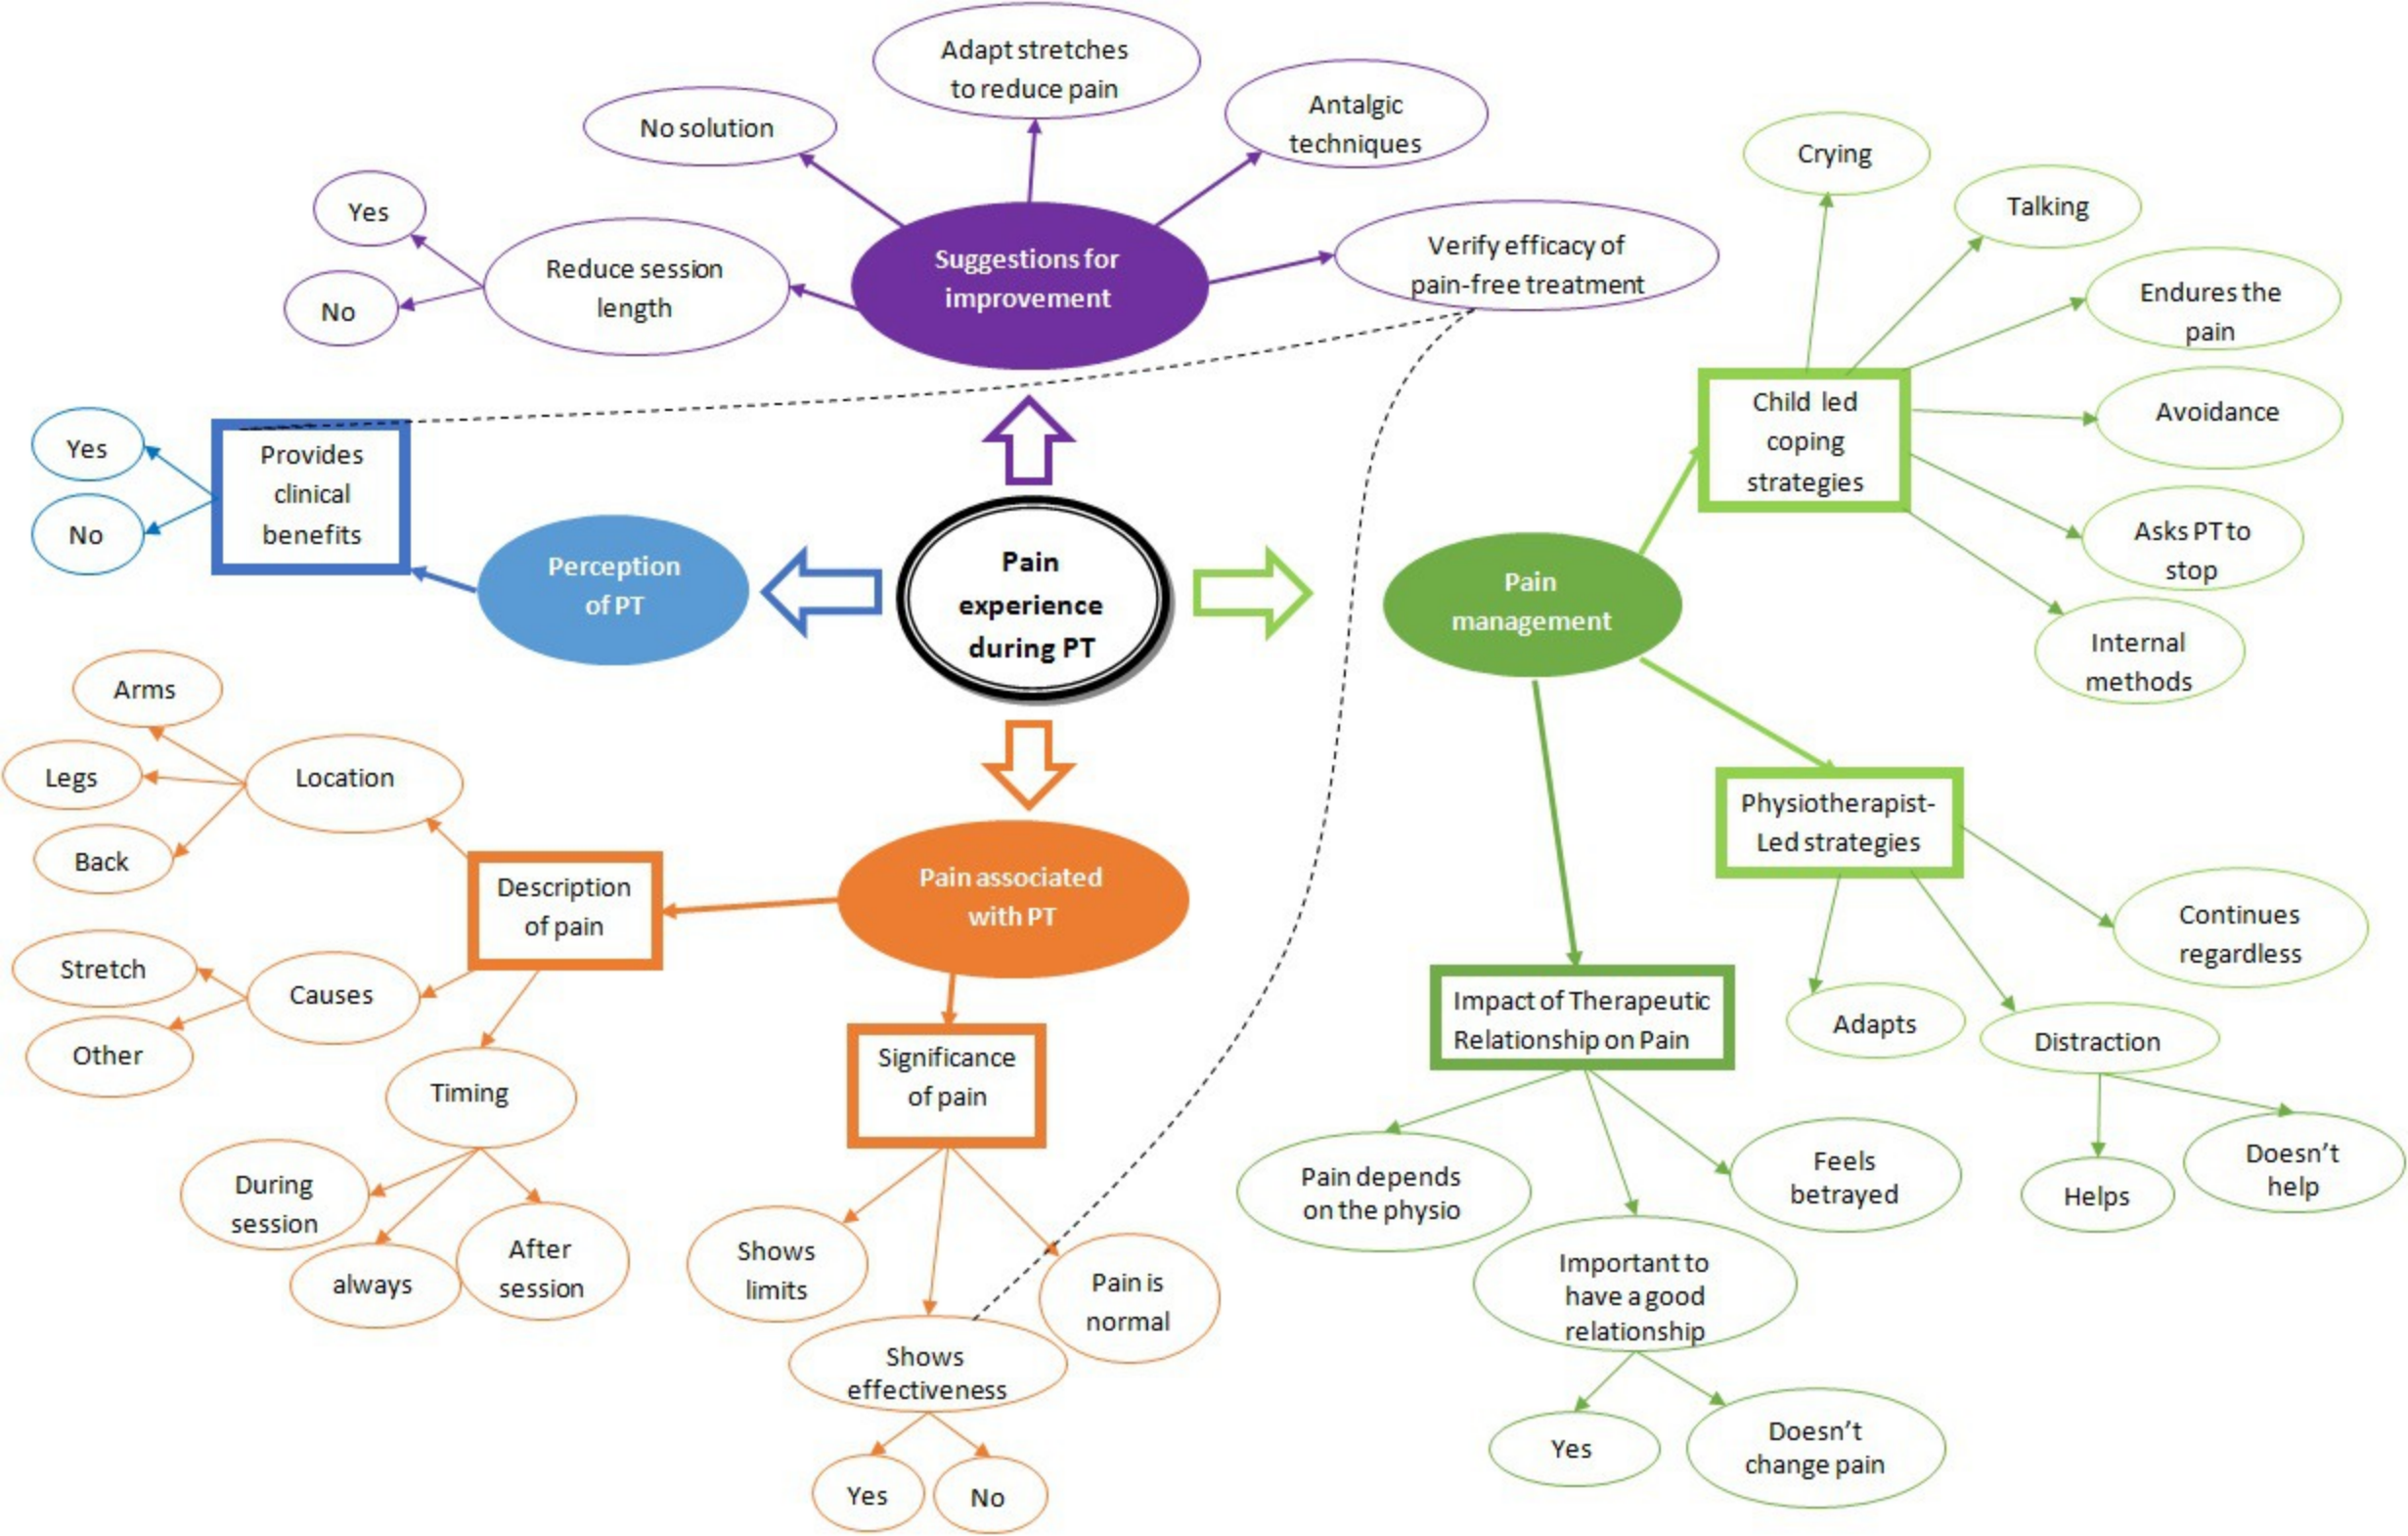 Adapt stretches
to reduce pain
Antalgic
techniques
No solution
Crying
Talking
Yes
No
Reduce session
length
Suggestions for
improvement
Verify efficacy of
pain-free treatment
Endures the
pain
Child led
coping
strategies
Avoidance
Asks PT to
stop
Internal
methods
Yes
No
Provides
clinical
benefits
Perception
of PT
Pain
experience
during PT
Pain
management
Arms
Legs
Back
Location
Description
of pain
Pain associated
with PT
Stretch
Other
Causes
Timing
During
session
always
After
session
Significance
of pain
Shows
limits
Shows
effectiveness
Pain is
normal
Yes
No
Physiotherapist-
Led strategies
Continues
regardless
Adapts
Distraction
Helps
Doesn't
help
Impact of Therapeutic
Relationship on Pain
Pain depends
on the physio
Feels
betrayed
Important to
have a good
relationship
Yes
Doesn't
change pain